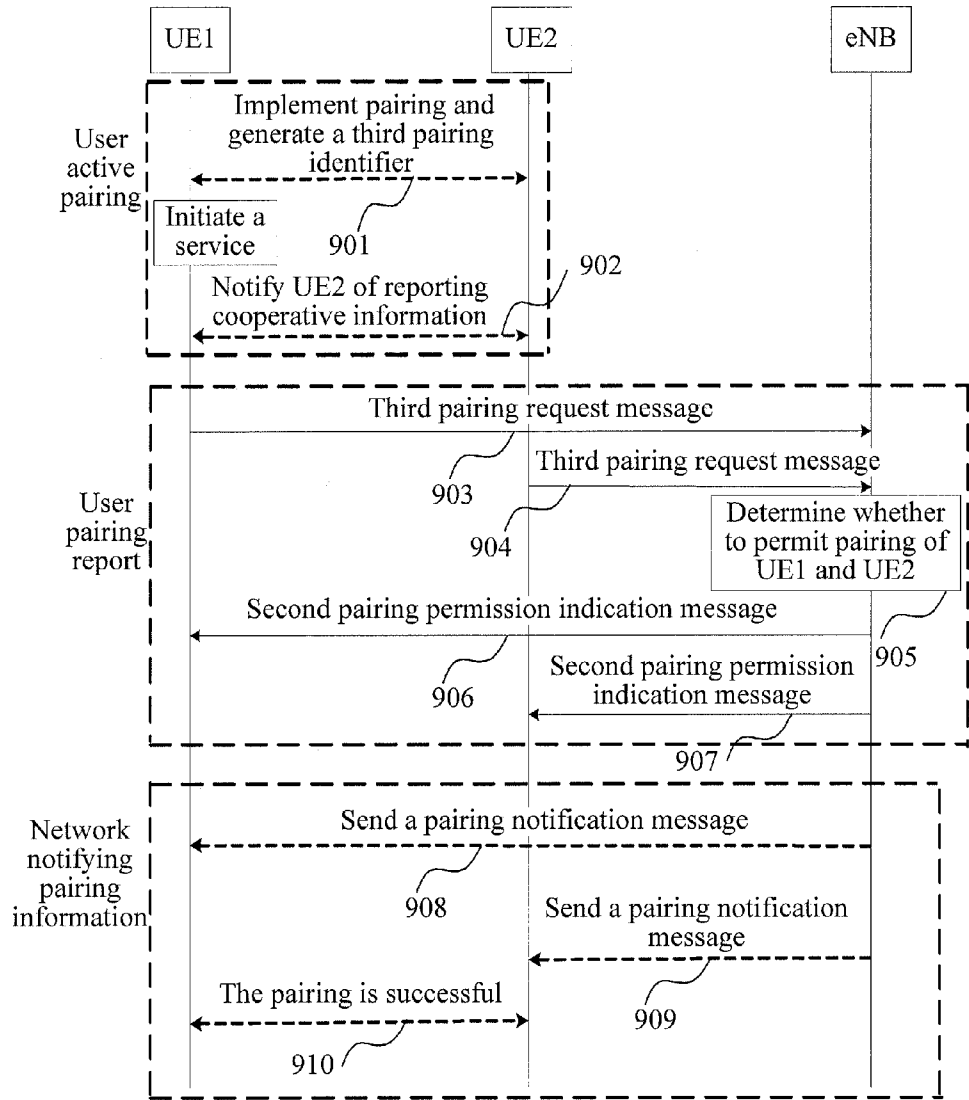 UE1
UE2
eNB
User
active
pairing
Implement pairing and
generate a third pairing
identifier
901
Initiate a
service
902
Notify UE2 of reporting
cooperative information
User
pairing
report
Third pairing request message
903
Third pairing request message
904
Determine whether
to permit pairing of
UE1 and UE2
905
Second pairing permission indication message
906
Second pairing permission
indication message
907
Network
notifying
pairing
information
Send a pairing notification message
908
Send a pairing notification
message
909
The pairing is successful
910